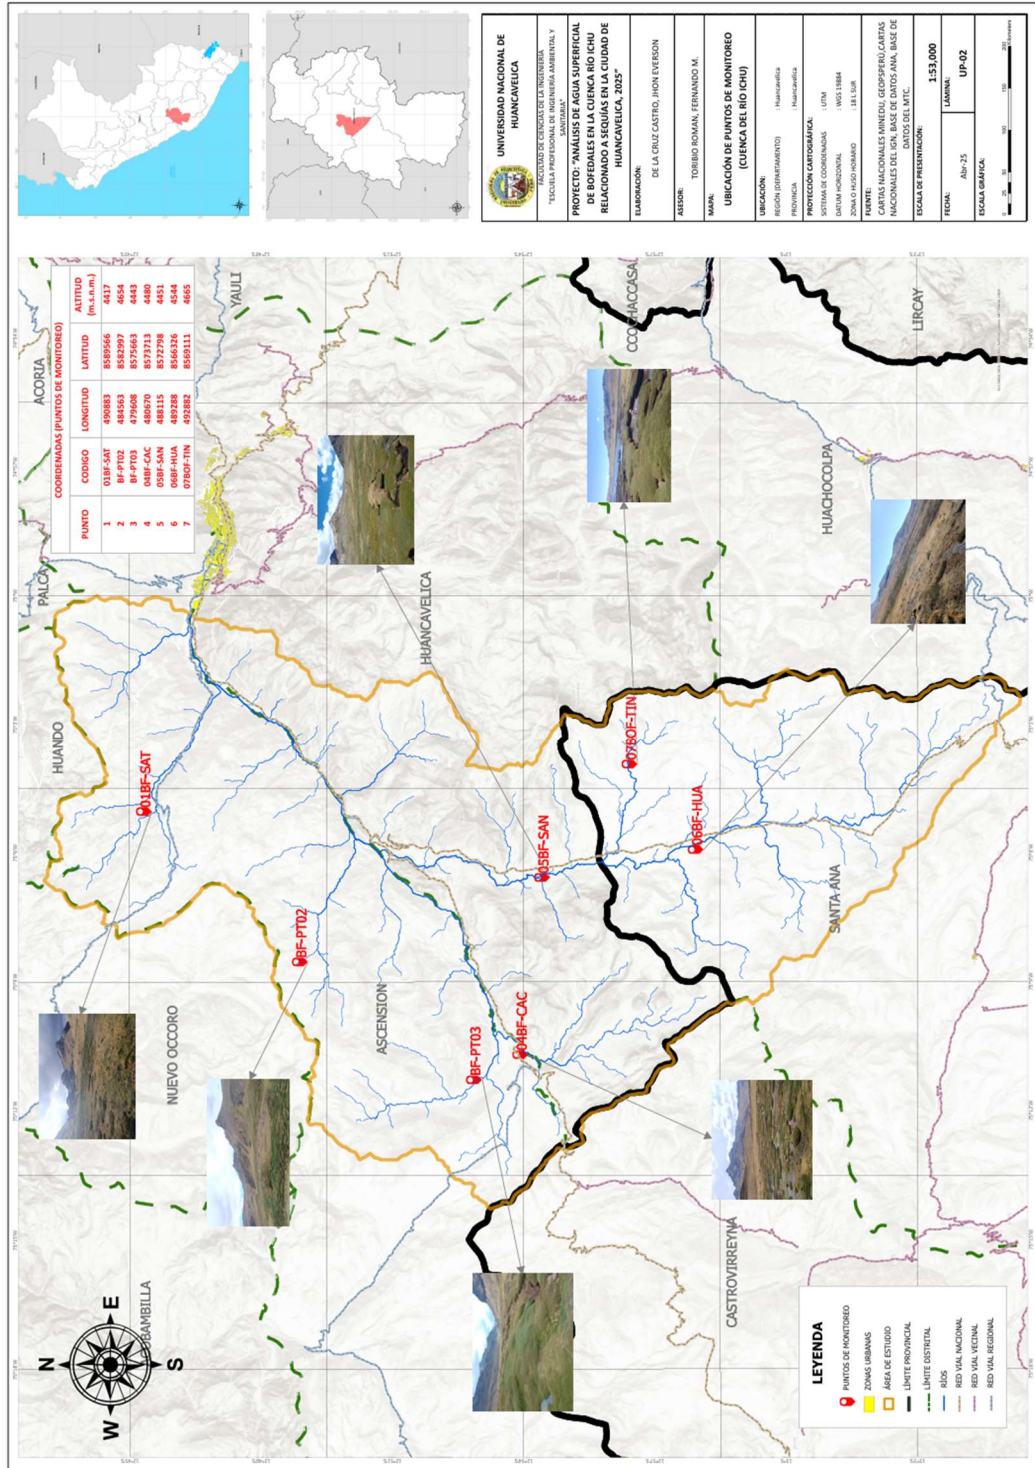 COORDENADAS (PUNTOS DE MONITOREO)
PUNTO CODIGO LONGITUD LATITUD ALTITUD (m.s.n.m.)
1 01BF-SAT 490883 8589566 4417
2 BF-PT02 484563 8582997 4654
3 BF-PT03 479608 8575663 4443
4 04BF-CAC 480670 8573713 4480
5 05BF-SAN 488115 8572798 4451
6 06BF-HUA 489288 8566326 4544
7 07BOF-TIN 492882 8569111 4665
ACORIA
YAULI
PALCA
HUANDO
NUEVO OCCORO
HUANCAVELICA
ASCENSION
CCOCHACCASA
LIRCAY
HUACHOCOLPA
SANTA ANA
CASTROVIRREYNA
01BF-SAT
BF-PT02
BF-PT03
04BF-CAC
05BF-SAN
06BF-HUA
07BOF-TIN
N
W
E
S
LEYENDA
PUNTOS DE MONITOREO
ZONAS URBANAS
ÁREA DE ESTUDIO
LÍMITE PROVINCIAL
LÍMITE DISTRITAL
RÍOS
RED VIAL NACIONAL
RED VIAL VECINAL
RED VIAL REGIONAL
UNIVERSIDAD NACIONAL DE
HUANCAVELICA
FACULTAD DE CIENCIAS DE LA INGENIERÍA
"ESCUELA PROFESIONAL DE INGENIERÍA AMBIENTAL Y
SANITARIA"
PROYECTO: "ANÁLISIS DE AGUA SUPERFICIAL
DE BOFEDALES EN LA CUENCA RÍO ICHU
RELACIONADO A SEQUÍAS EN LA CIUDAD DE
HUANCAVELICA, 2025"
ELABORACIÓN:
DE LA CRUZ CASTRO, JHON EVERSON
ASESOR:
TORIBIO ROMAN, FERNANDO M.
MAPA:
UBICACIÓN DE PUNTOS DE MONITOREO
(CUENCA DEL RÍO ICHU)
UBICACIÓN:
REGIÓN (DEPARTAMENTO) : Huancavelica
PROVINCIA : Huancavelica
PROYECCIÓN CARTOGRÁFICA:
SISTEMA DE COORDENADAS : UTM
DATUM HORIZONTAL : WGS 19884
ZONA O HUSO HORARIO : 18 L SUR
FUENTE:
CARTAS NACIONALES MINEDU, GEOPSPERÚ,CARTAS
NACIONALES DEL IGN, BASE DE DATOS ANA, BASE DE
DATOS DEL MTC.
ESCALA DE PRESENTACIÓN:
1:53,000
FECHA:
Abr-25
LÁMINA:
UP-02
ESCALA GRÁFICA:
0 25 50 100 150 200